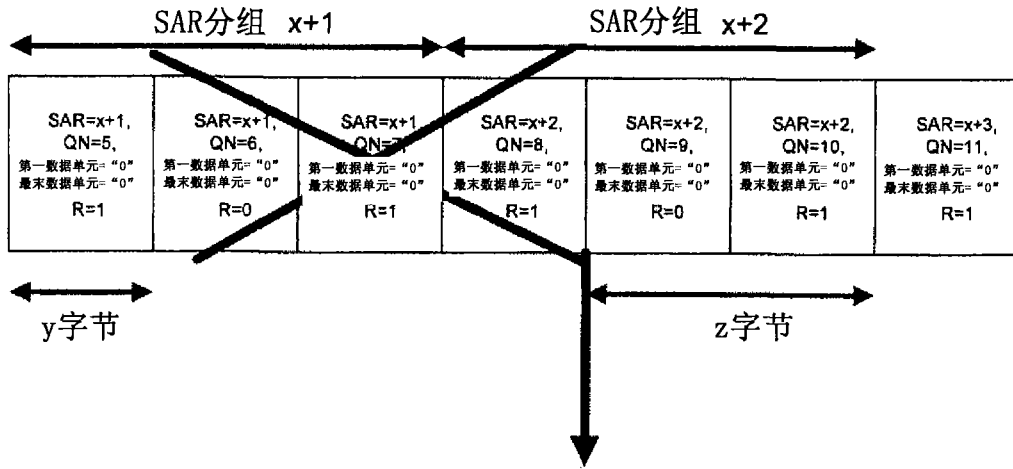 SAR分组 x+1
SAR分组 x+2
SAR=x+1,
QN=5,
第一数据单元= “0”
最末数据单元= “0”
R=1
SAR=x+1,
QN=6,
第一数据单元= “0”
最末数据单元= “0”
R=0
SAR=x+1
QN=7,
第一数据单元= “0”
最末数据单元= “0”
R=1
SAR=x+2,
QN=8,
第一数据单元= “0”
最末数据单元= “0”
R=1
SAR=x+2,
QN=9,
第一数据单元= “0”
最末数据单元= “0”
R=0
SAR=x+2,
QN=10,
第一数据单元= “0”
最末数据单元= “0”
R=1
SAR=x+3,
QN=11,
第一数据单元= “0”
最末数据单元= “0”
R=1
y字节
z字节